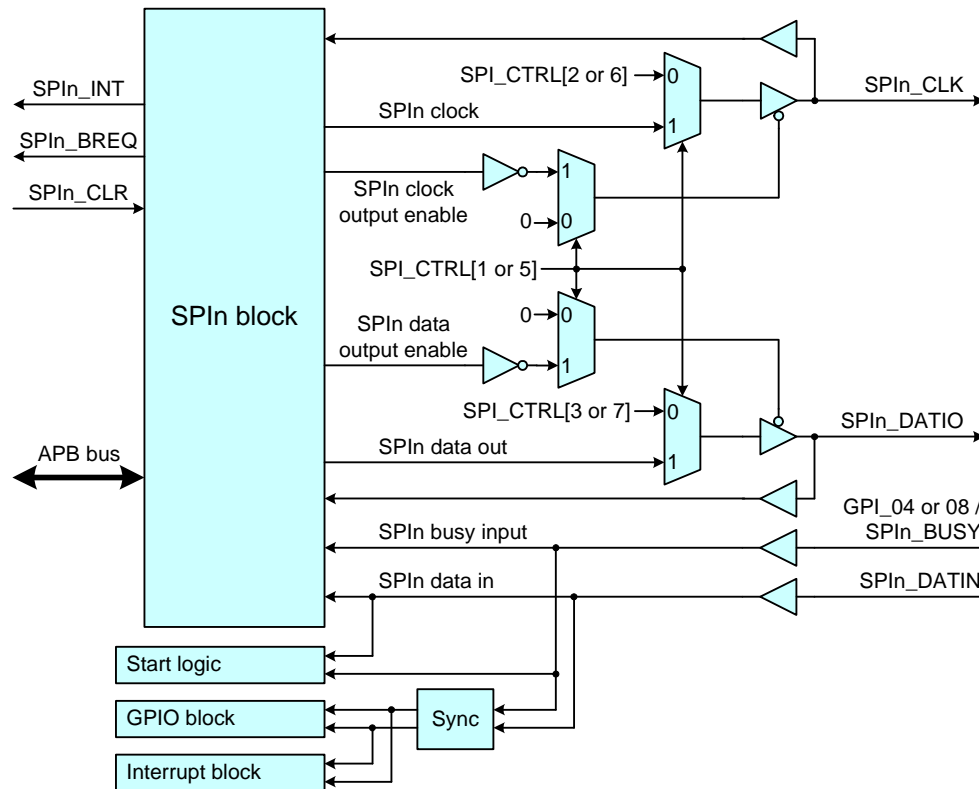 SPI_CTRL[2 or 6]
0
SPIn_CLK
SPIn_INT
SPIn clock
1
SPIn_BREQ
SPIn_CLR
SPIn clock
output enable
1
0
0
SPI_CTRL[1 or 5]
SPIn block
SPIn data
output enable
0
0
1
SPI_CTRL[3 or 7]
0
SPIn_DATIO
APB bus
SPIn data out
1
GPI_04 or 08 /
SPIn busy input
SPIn_BUSY
SPIn data in
SPIn_DATIN
Start logic
GPIO block
Sync
Interrupt block